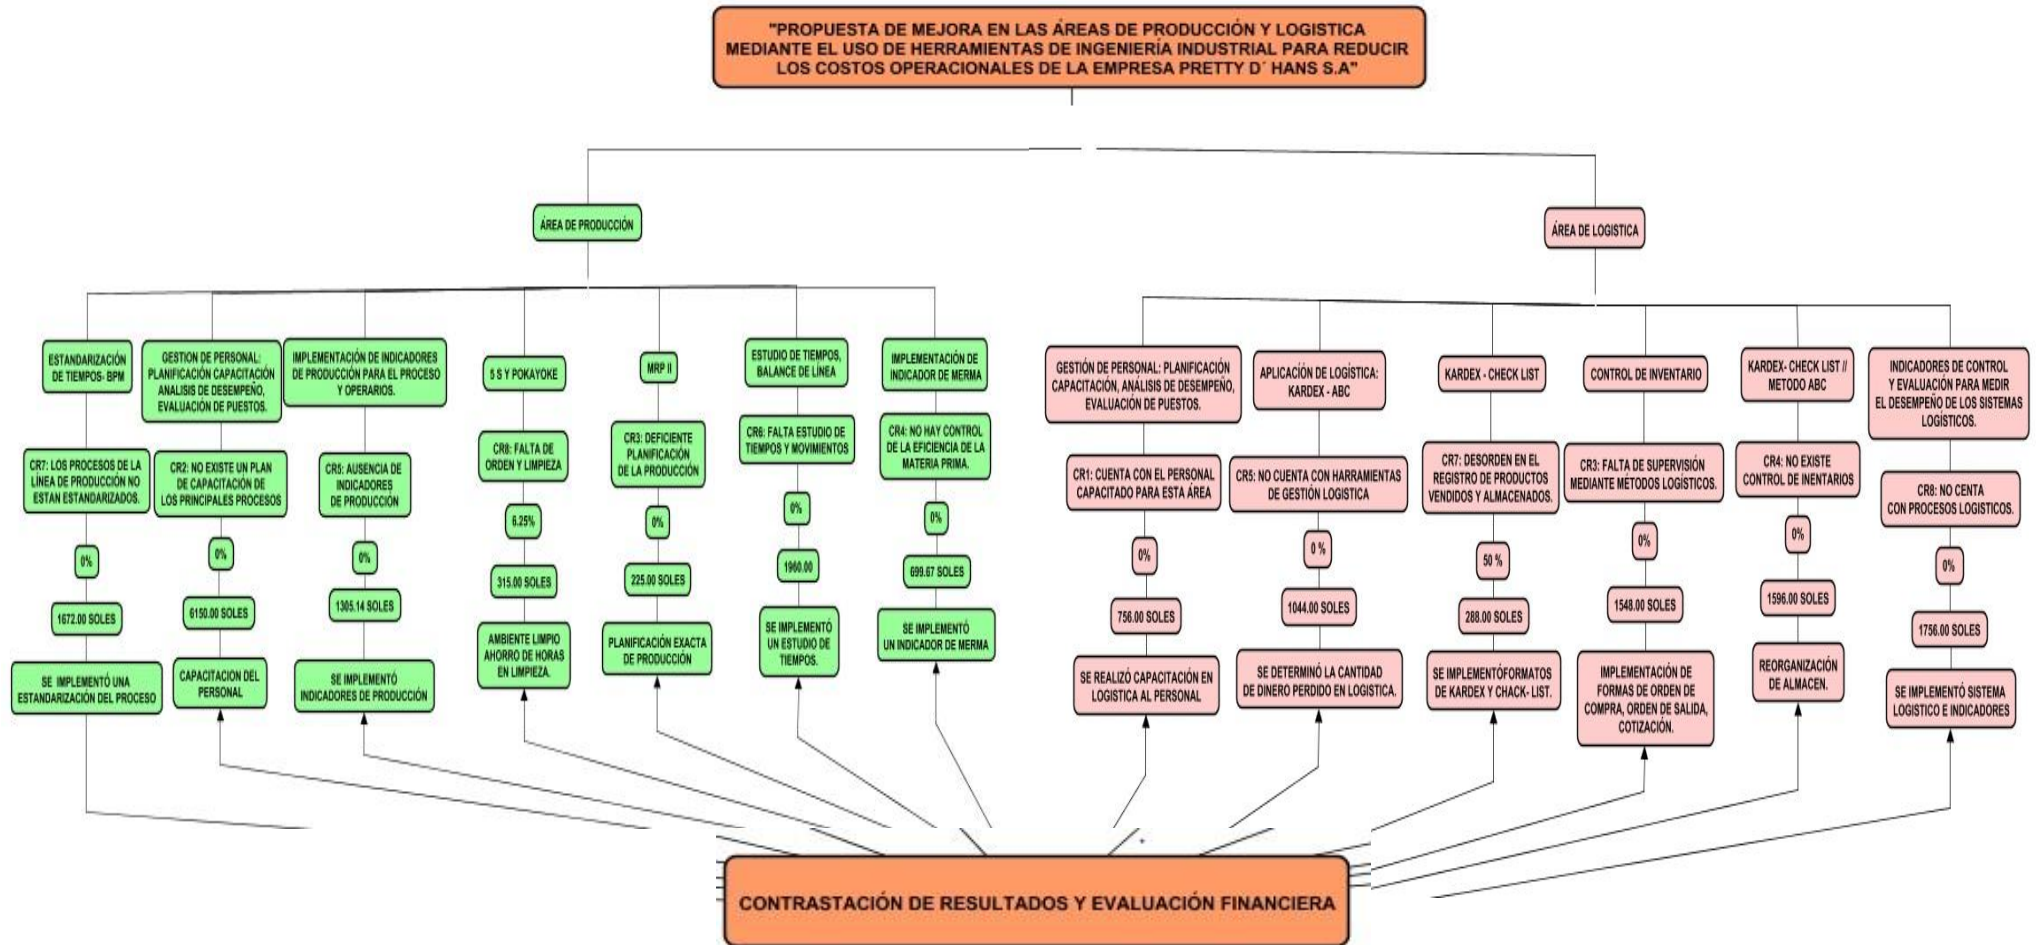 "PROPUESTA DE MEJORA EN LAS ÁREAS DE PRODUCCIÓN Y LOGISTICA
MEDIANTE EL USO DE HERRAMIENTAS DE INGENIERÍA INDUSTRIAL PARA REDUCIR
LOS COSTOS OPERACIONALES DE LA EMPRESA PRETTY D´ HANS S.A"
ÁREA DE PRODUCCIÓN
ESTANDARIZACIÓN
DE TIEMPOS- BPM
CR7: LOS PROCESOS DE LA
LÍNEA DE PRODUCCIÓN NO
ESTAN ESTANDARIZADOS.
0%
1672.00 SOLES
SE IMPLEMENTÓ UNA
ESTANDARIZACIÓN DEL PROCESO
GESTION DE PERSONAL:
PLANIFICACIÓN CAPACITACIÓN
ANALISIS DE DESEMPEÑO,
EVALUACIÓN DE PUESTOS.
CR2: NO EXISTE UN PLAN
DE CAPACITACIÓN DE
LOS PRINCIPALES PROCESOS
0%
6150.00 SOLES
CAPACITACION DEL
PERSONAL
IMPLEMENTACIÓN DE INDICADORES
DE PRODUCCIÓN PARA EL PROCESO
Y OPERARIOS.
CR5: AUSENCIA DE
INDICADORES
DE PRODUCCIÓN
0%
1305.14 SOLES
SE IMPLEMENTÓ
INDICADORES DE PRODUCCIÓN
5 S Y POKAYOKE
CR8: FALTA DE
ORDEN Y LIMPIEZA
6.25%
315.00 SOLES
AMBIENTE LIMPIO
AHORRO DE HORAS
EN LIMPIEZA.
MRP II
CR3: DEFICIENTE
PLANIFICACIÓN
DE LA PRODUCCIÓN
0%
225.00 SOLES
PLANIFICACIÓN EXACTA
DE PRODUCCIÓN
ESTUDIO DE TIEMPOS,
BALANCE DE LÍNEA
CR6: FALTA ESTUDIO DE
TIEMPOS Y MOVIMIENTOS
0%
1960.00
SE IMPLEMENTÓ
UN ESTUDIO DE
TIEMPOS.
IMPLEMENTACIÓN DE
INDICADOR DE MERMA
CR4: NO HAY CONTROL
DE LA EFICIENCIA DE LA
MATERIA PRIMA.
0%
699.67 SOLES
SE IMPLEMENTÓ
UN INDICADOR DE MERMA
ÁREA DE LOGISTICA
GESTIÓN DE PERSONAL: PLANIFICACIÓN
CAPACITACIÓN, ANÁLISIS DE DESEMPEÑO,
EVALUACIÓN DE PUESTOS.
CR1: CUENTA CON EL PERSONAL
CAPACITADO PARA ESTA ÁREA
0%
756.00 SOLES
SE REALIZÓ CAPACITACIÓN EN
LOGISTICA AL PERSONAL
APLICACIÓN DE LOGÍSTICA:
KARDEX - ABC
CR5: NO CUENTA CON HARRAMIENTAS
DE GESTIÓN LOGISTICA
0 %
1044.00 SOLES
SE DETERMINÓ LA CANTIDAD
DE DINERO PERDIDO EN LOGISTICA.
KARDEX - CHECK LIST
CR7: DESORDEN EN EL
REGISTRO DE PRODUCTOS
VENDIDOS Y ALMACENADOS.
50 %
288.00 SOLES
SE IMPLEMENTÓFORMATOS
DE KARDEX Y CHACK- LIST.
CONTROL DE INVENTARIO
CR3: FALTA DE SUPERVISIÓN
MEDIANTE MÉTODOS LOGÍSTICOS.
0%
1548.00 SOLES
IMPLEMENTACIÓN DE
FORMAS DE ORDEN DE
COMPRA, ORDEN DE SALIDA,
COTIZACIÓN.
KARDEX- CHECK LIST //
METODO ABC
CR4: NO EXISTE
CONTROL DE INENTARIOS
0%
1596.00 SOLES
REORGANIZACIÓN
DE ALMACEN.
INDICADORES DE CONTROL
Y EVALUACIÓN PARA MEDIR
EL DESEMPEÑO DE LOS SISTEMAS
LOGÍSTICOS.
CR8: NO CENTA
CON PROCESOS LOGISTICOS.
0%
1756.00 SOLES
SE IMPLEMENTÓ SISTEMA
LOGISTICO E INDICADORES
CONTRASTACIÓN DE RESULTADOS Y EVALUACIÓN FINANCIERA